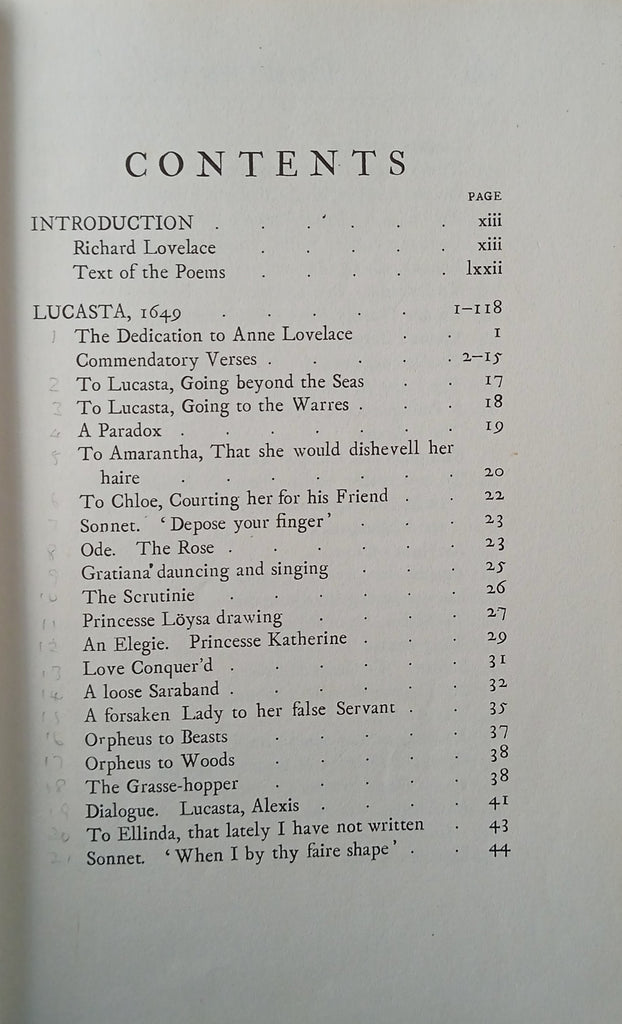 CONTENTS
PAGE
INTRODUCTION . . . . . . xiii
Richard Lovelace . . . . . xiii
Text of the Poems . . . . . lxxii
LUCASTA, 1649 . . . . . 1–118
1 The Dedication to Anne Lovelace . . 1
Commendatory Verses . . . . . 2–15
2 To Lucasta, Going beyond the Seas . . 17
3 To Lucasta, Going to the Warres . . . 18
4 A Paradox . . . . . . 19
5 To Amarantha, That she would dishevell her
haire . . . . . . 20
To Chloe, Courting her for his Friend . . 22
7 Sonnet. ‘Depose your finger’ . . . 23
8 Ode. The Rose . . . . . 23
9 Gratiana dauncing and singing . . . 25
10 The Scrutinie . . . . . 26
11 Princesse Löysa drawing . . . 27
12 An Elegie. Princesse Katherine . . . 29
13 Love Conquer’d . . . . . 31
14 A loose Saraband . . . . . 32
15 A forsaken Lady to her false Servant . . 35
16 Orpheus to Beasts . . . . 37
17 Orpheus to Woods . . . . 38
18 The Grasse-hopper . . . . 38
19 Dialogue. Lucasta, Alexis . . . 41
20 To Ellinda, that lately I have not written . 43
21 Sonnet. ‘When I by thy faire shape’ . . 44